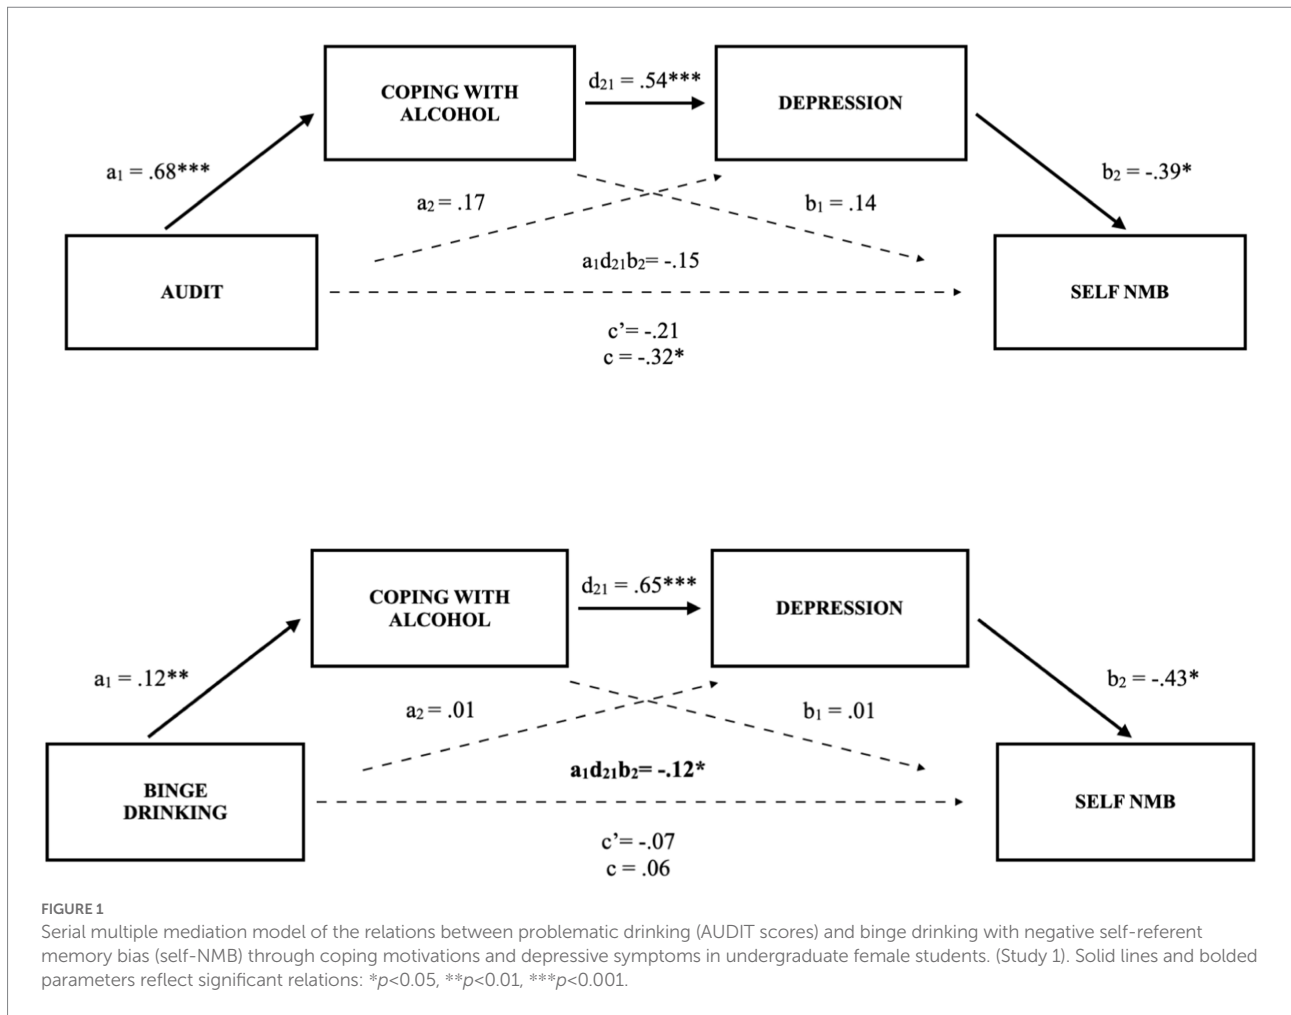 COPING WITH
ALCOHOL
d21 = .54***
DEPRESSION
a1 = .68***
a2 = .17
b1 = .14
b2 = -.39*
AUDIT
a1d21b2= -.15
SELF NMB
c’= -.21
c = -.32*
COPING WITH
ALCOHOL
d21 = .65***
DEPRESSION
a1 = .12**
a2 = .01
b1 = .01
b2 = -.43*
BINGE
DRINKING
a1d21b2= -.12*
SELF NMB
c’= -.07
c = .06
FIGURE 1
Serial multiple mediation model of the relations between problematic drinking (AUDIT scores) and binge drinking with negative self-referent
memory bias (self-NMB) through coping motivations and depressive symptoms in undergraduate female students. (Study 1). Solid lines and bolded
parameters reflect significant relations: *p<0.05, **p<0.01, ***p<0.001.